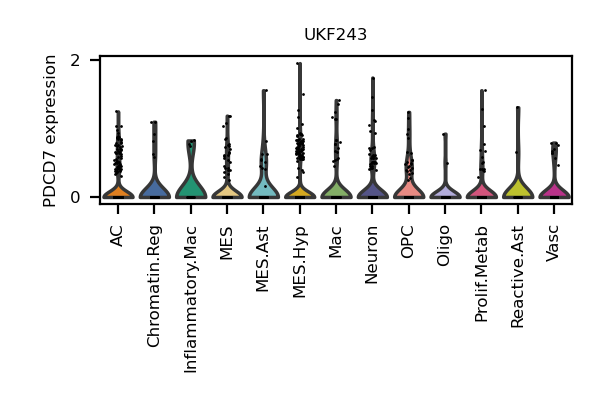 UKF243
PDCD7 expression
2
0
AC
Chromatin.Reg
Inflammatory.Mac
MES
MES.Ast
MES.Hyp
Mac
Neuron
OPC
Oligo
Prolif.Metab
Reactive.Ast
Vasc